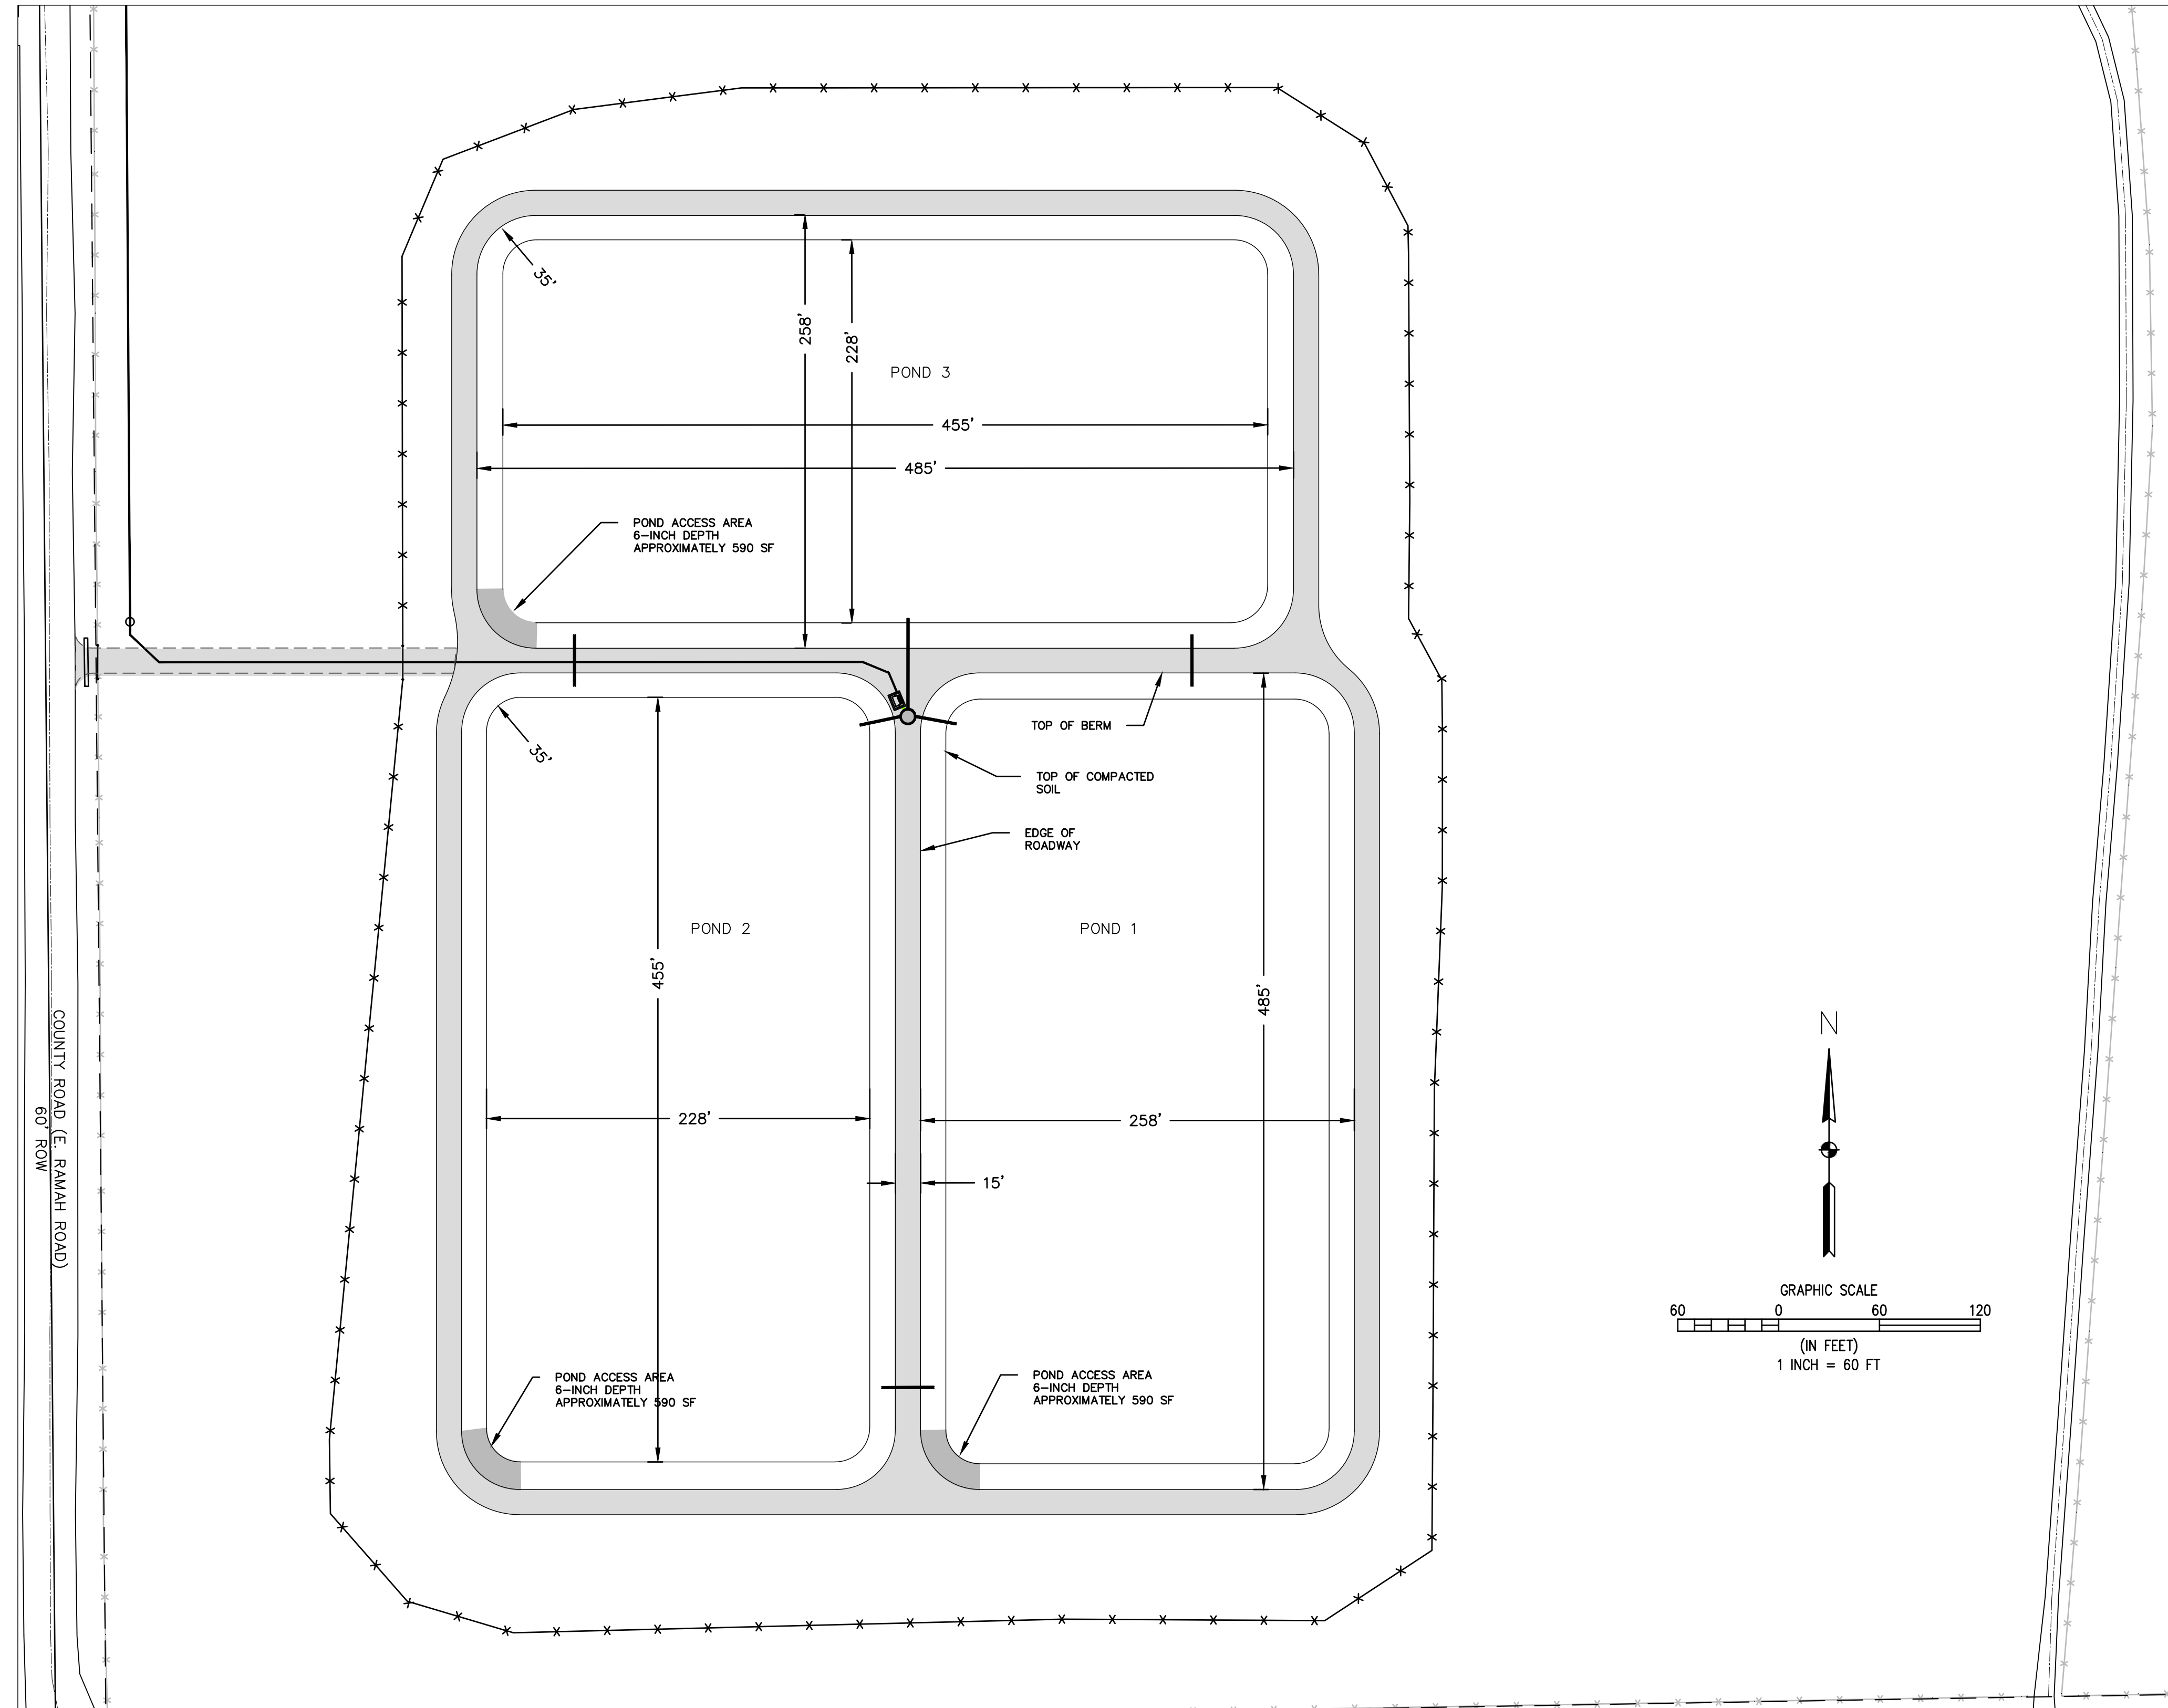 35'
258'
228'
POND 3
455'
485'
POND ACCESS AREA
6-INCH DEPTH
APPROXIMATELY 590 SF
35'
TOP OF BERM
TOP OF COMPACTED
SOIL
EDGE OF
ROADWAY
POND 2
POND 1
455'
485'
228'
258'
15'
POND ACCESS AREA
6-INCH DEPTH
APPROXIMATELY 590 SF
POND ACCESS AREA
6-INCH DEPTH
APPROXIMATELY 590 SF
COUNTY ROAD (E. RAMAH ROAD)
60' ROW
N
GRAPHIC SCALE
60 0 60 120
(IN FEET)
1 INCH = 60 FT